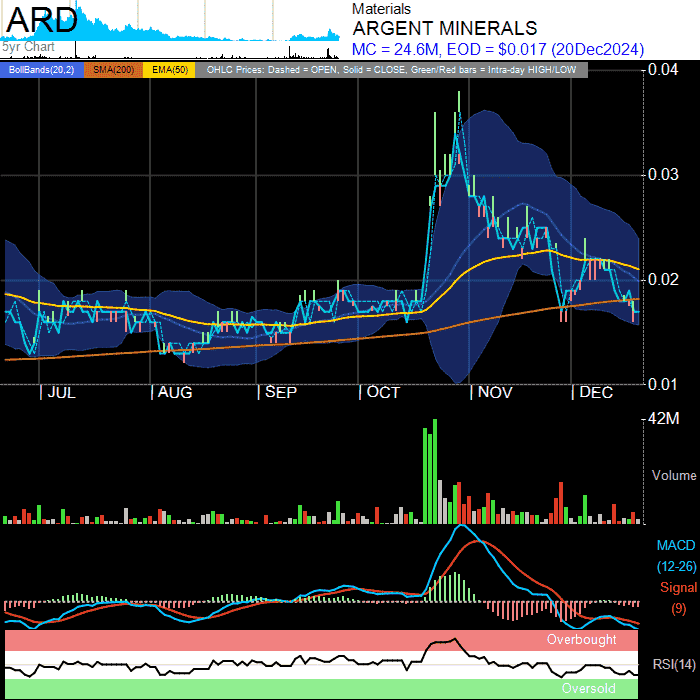 ARD
5yr Chart
Materials
ARGENT MINERALS
MC = 24.6M, EOD = $0.017 (20Dec2024)
BollBands(20,2) SMA(200) EMA(50) OHLC Prices: Dashed = OPEN, Solid = CLOSE, Green/Red bars = Intra-day HIGH/LOW
0.04
0.03
0.02
0.01
JUL AUG SEP OCT NOV DEC
42M
Volume
MACD
(12-26)
Signal
(9)
Overbought
RSI(14)
Oversold